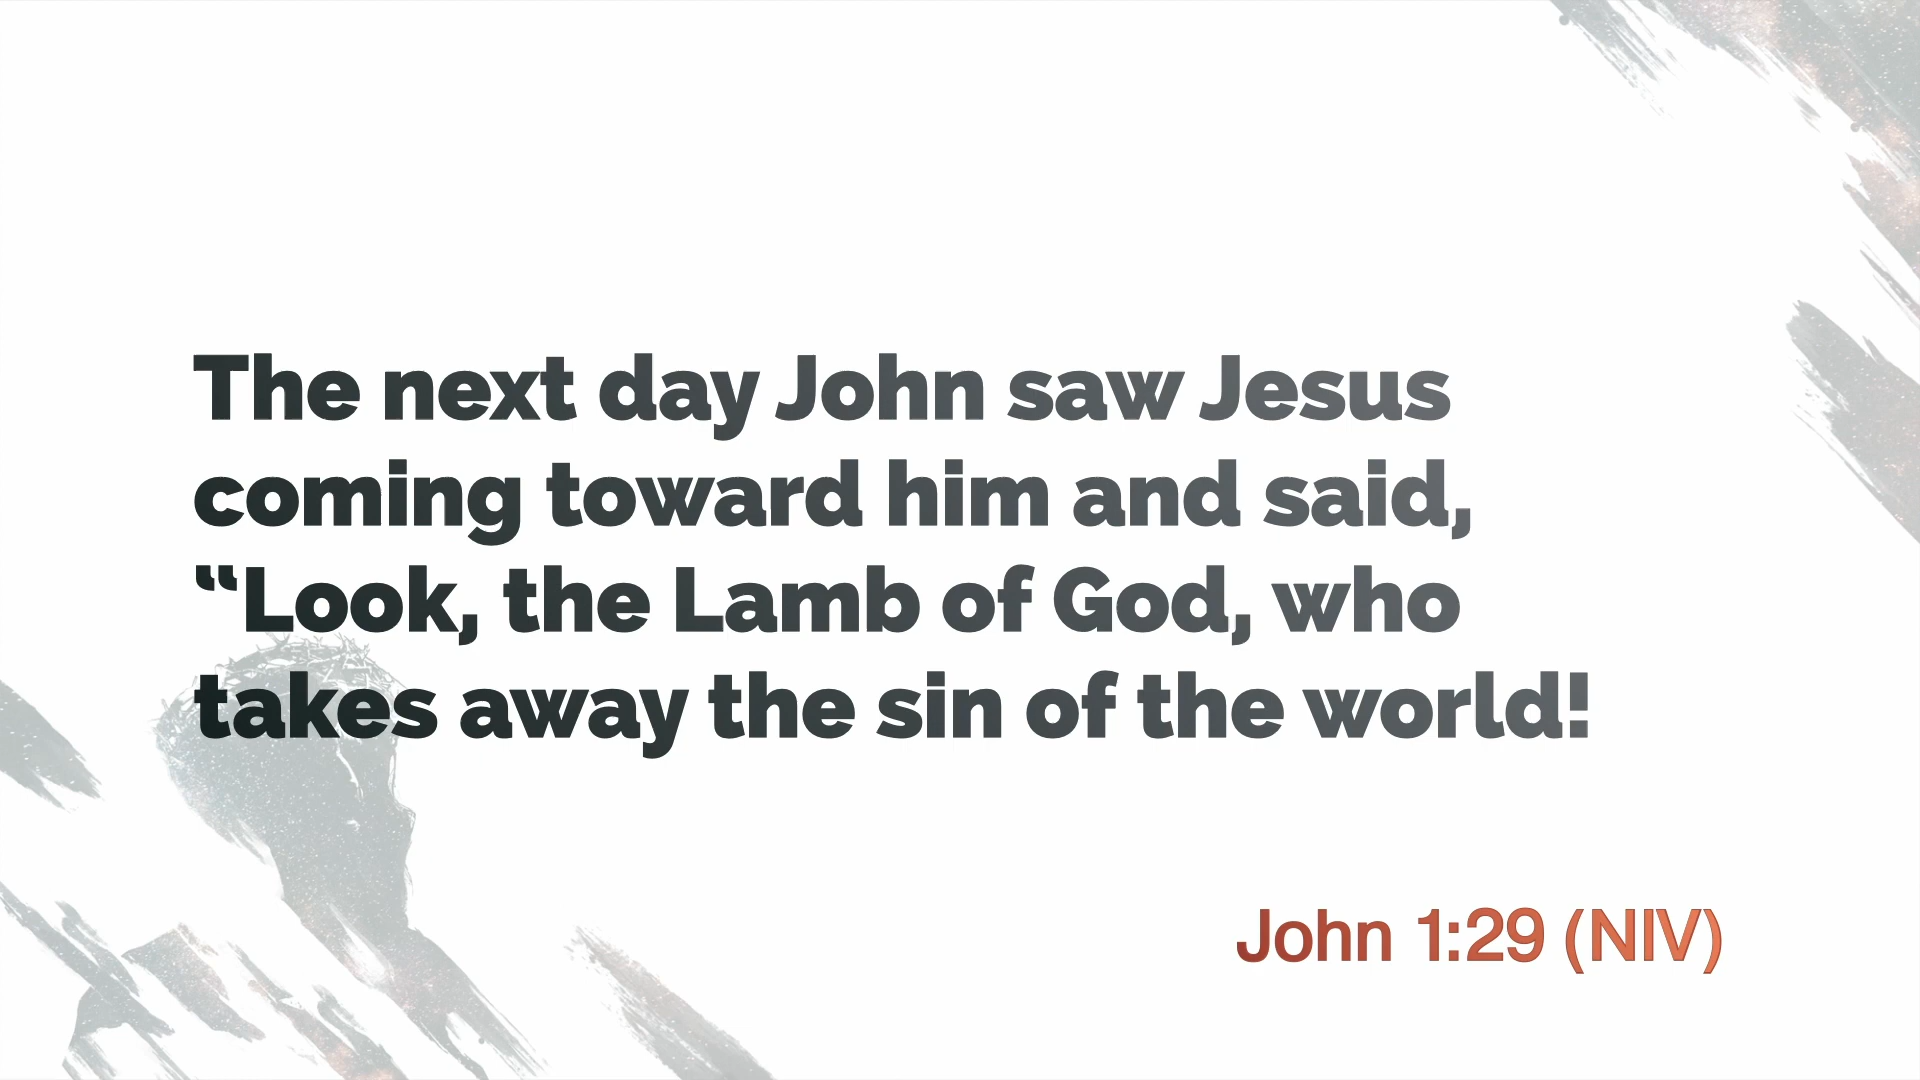 The next day John saw Jesus
coming toward him and said,
“Look, the Lamb of God, who
takes away the sin of the world!
John 1:29 (NIV)